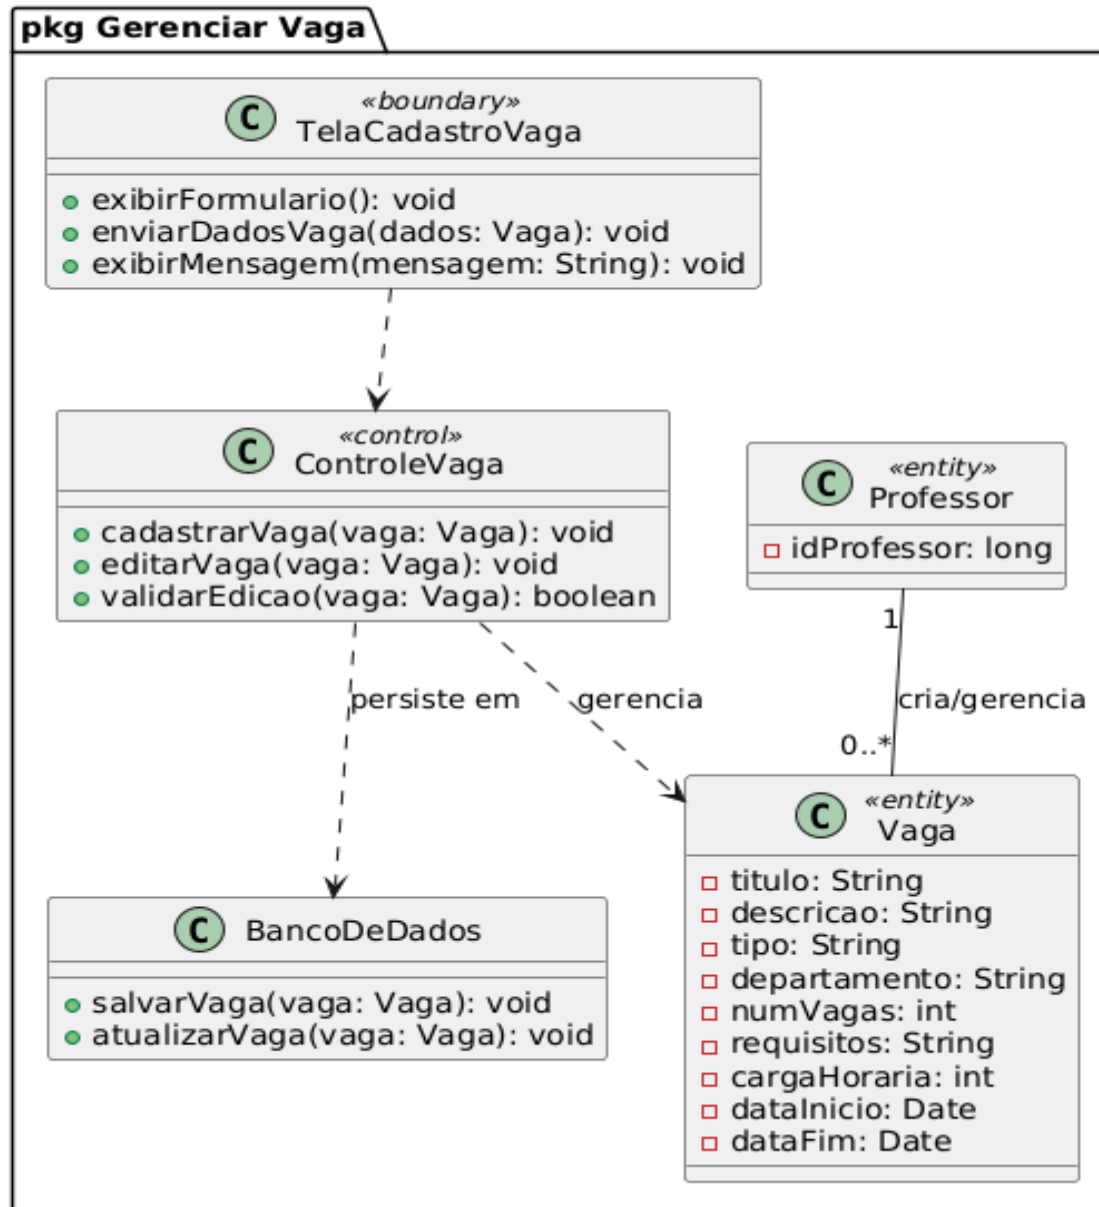 pkg Gerenciar Vaga
C
«boundary»
TelaCadastroVaga
exibirFormulario(): void
enviarDadosVaga(dados: Vaga): void
exibirMensagem(mensagem: String): void
C
«control»
ControleVaga
cadastrarVaga(vaga: Vaga): void
editarVaga(vaga: Vaga): void
validarEdicao(vaga: Vaga): boolean
C
«entity»
Professor
idProfessor: long
1
persiste em
gerencia
cria/gerencia
0..*
C
«entity»
Vaga
titulo: String
descricao: String
tipo: String
departamento: String
numVagas: int
requisitos: String
cargaHoraria: int
dataInicio: Date
dataFim: Date
C
BancoDeDados
salvarVaga(vaga: Vaga): void
atualizarVaga(vaga: Vaga): void